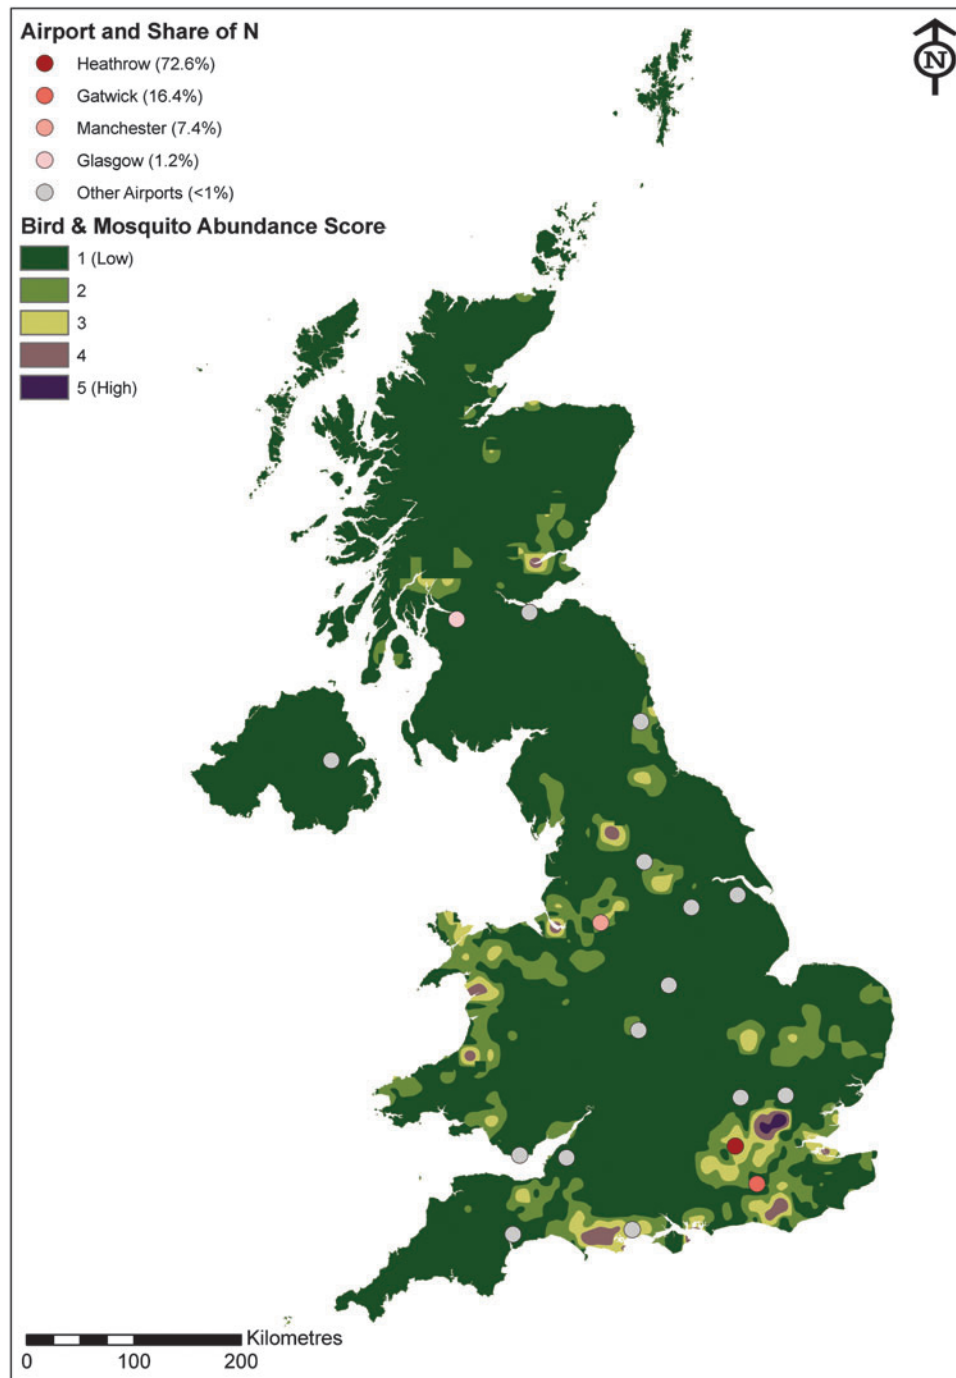 Airport and Share of N
Heathrow (72.6%)
Gatwick (16.4%)
Manchester (7.4%)
Glasgow (1.2%)
Other Airports (<1%)
Bird & Mosquito Abundance Score
1 (Low)
2
3
4
5 (High)
N
Kilometres
0 100 200